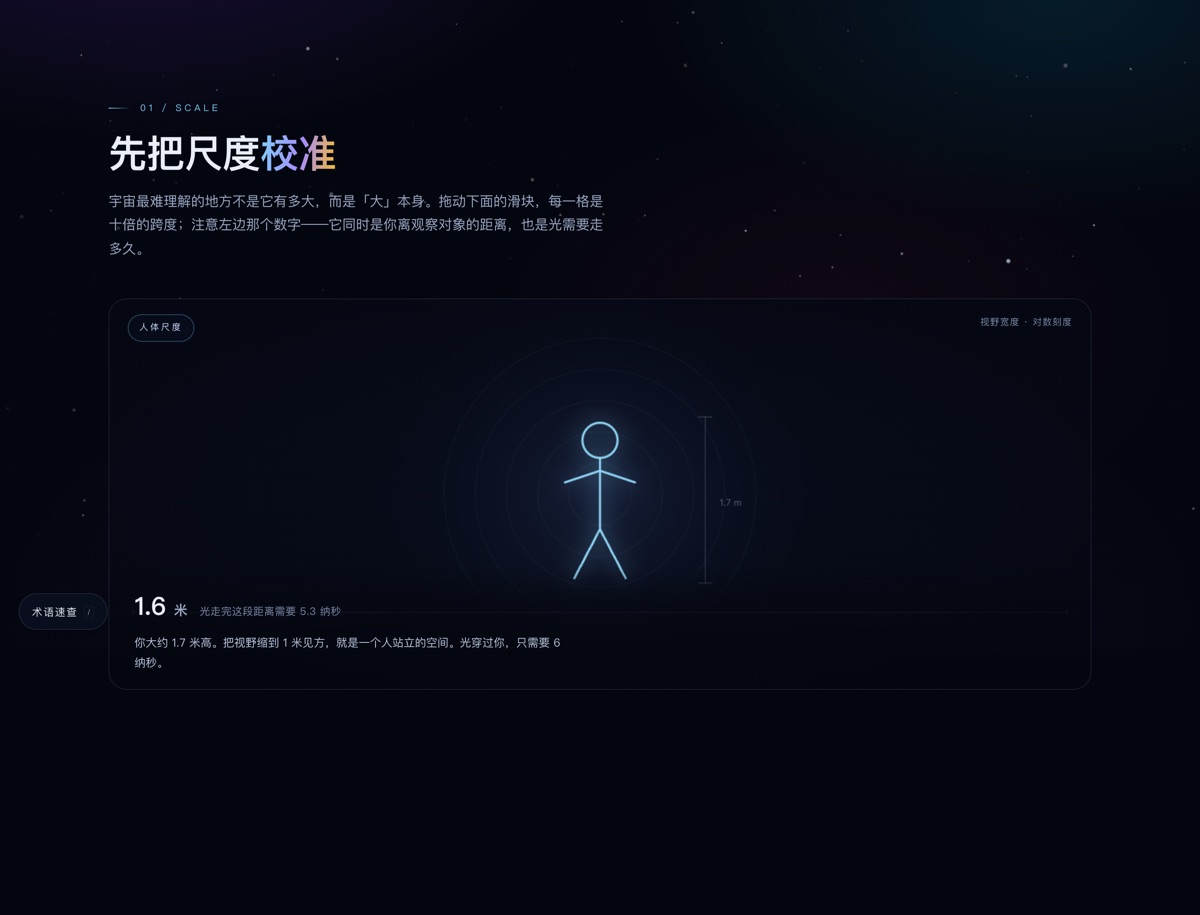 01 / SCALE
先把尺度校准
宇宙最难理解的地方不是它有多大，而是「大」本身。拖动下面的滑块，每一格是
十倍的跨度；注意左边那个数字——它同时是你离观察对象的距离，也是光需要走
多久。
人体尺度
视野宽度 · 对数刻度
1.7 m
术语速查 /
1.6 米 光走完这段距离需要 5.3 纳秒
你大约 1.7 米高。把视野缩到 1 米见方，就是一个人站立的空间。光穿过你，只需要 6
纳秒。